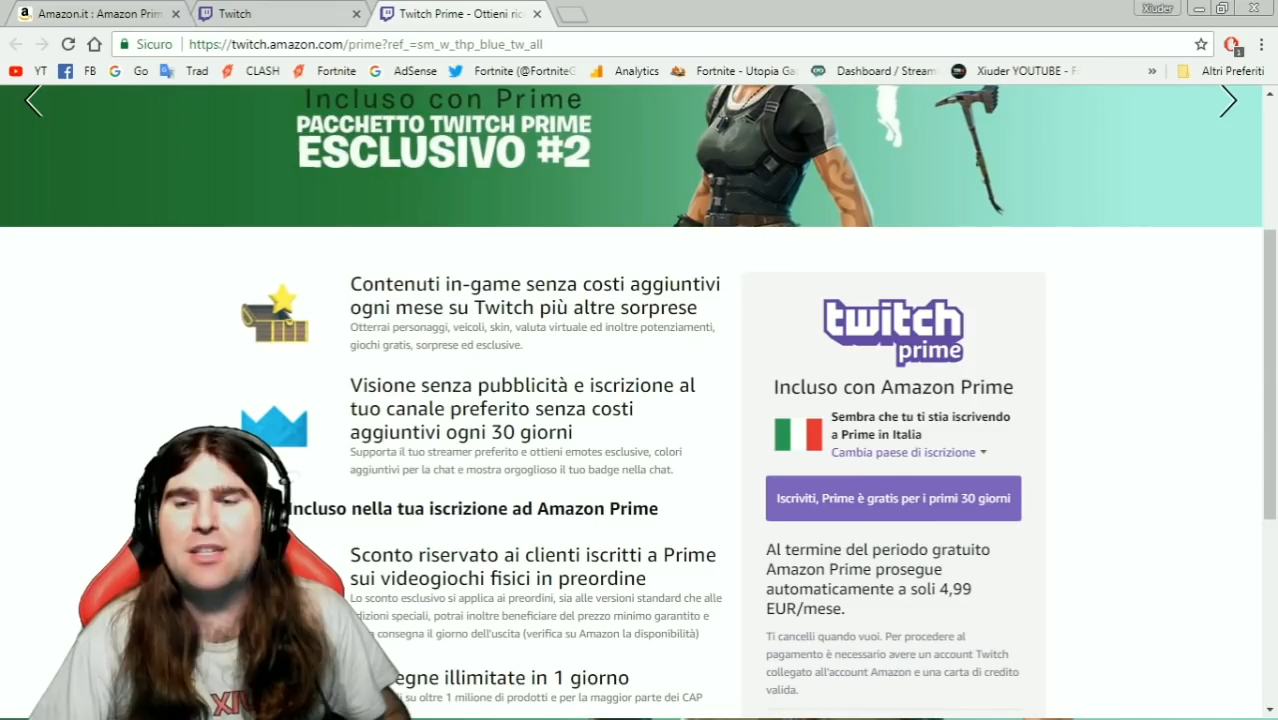 Amazon.it : Amazon Prim
Twitch
Twitch Prime - Ottieni ric
Xiuder
Sicuro
https://twitch.amazon.com/prime?ref_=sm_w_thp_blue_tw_all
1
YT
FB
Go
Trad
CLASH
Fortnite
AdSense
Fortnite (@FortniteG
Analytics
Fortnite - Utopia Ga
Dashboard / Stream
Xiuder YOUTUBE - F
»
Altri Preferiti
Incluso con Prime
PACCHETTO TWITCH PRIME
ESCLUSIVO #2
Contenuti in-game senza costi aggiuntivi
ogni mese su Twitch più altre sorprese
Otterrai personaggi, veicoli, skin, valuta virtuale ed inoltre potenziamenti,
giochi gratis, sorprese ed esclusive.
Visione senza pubblicità e iscrizione al
tuo canale preferito senza costi
aggiuntivi ogni 30 giorni
Supporta il tuo streamer preferito e ottieni emotes esclusive, colori
aggiuntivi per la chat e mostra orgoglioso il tuo badge nella chat.
Incluso nella tua iscrizione ad Amazon Prime
Sconto riservato ai clienti iscritti a Prime
sui videogiochi fisici in preordine
Lo sconto esclusivo si applica ai preordini, sia alle versioni standard che alle
dizioni speciali, potrai inoltre beneficiare del prezzo minimo garantito e
consegna il giorno dell'uscita (verifica su Amazon la disponibilità)
egne illimitate in 1 giorno
su oltre 1 milione di prodotti e per la maggior parte dei CAP
twitch
prime
Incluso con Amazon Prime
Sembra che tu ti stia iscrivendo
a Prime in Italia
Cambia paese di iscrizione
Iscriviti, Prime è gratis per i primi 30 giorni
Al termine del periodo gratuito
Amazon Prime prosegue
automaticamente a soli 4,99
EUR/mese.
Ti cancelli quando vuoi. Per procedere al
pagamento è necessario avere un account Twitch
collegato all'account Amazon e una carta di credito
valida.